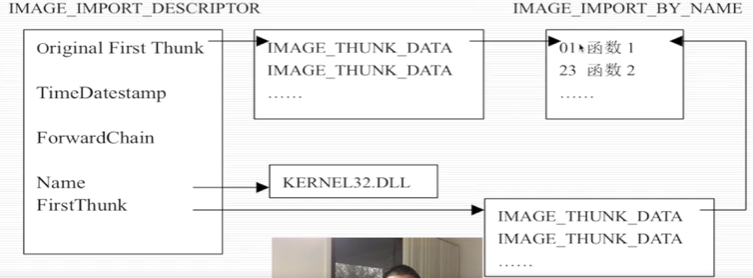 IMAGE_IMPORT_DESCRIPTOR
IMAGE_IMPORT_BY_NAME
Original First Thunk
TimeDatestamp
ForwardChain
Name
FirstThunk
IMAGE_THUNK_DATA
IMAGE_THUNK_DATA
......
01 函数 1
23 函数 2
......
KERNEL32.DLL
IMAGE_THUNK_DATA
IMAGE_THUNK_DATA
......